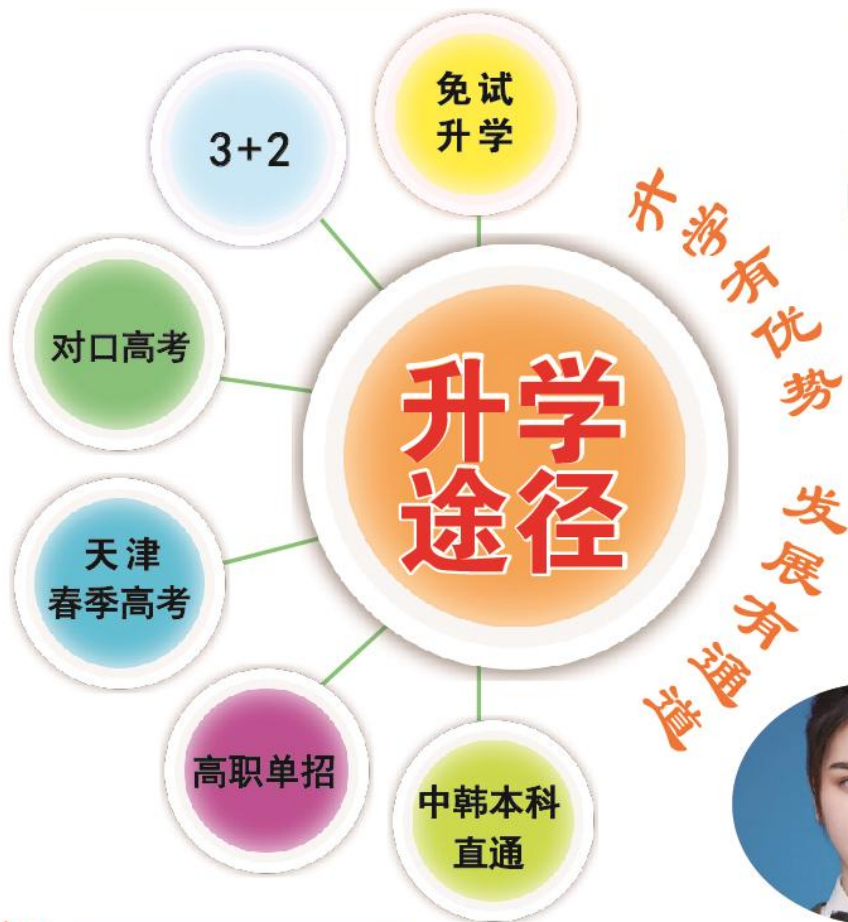 免试
升学
3+2
对口高考
天津
春季高考
高职单招
中韩本科
直通
升学
途径
升学有优势
发展有通道